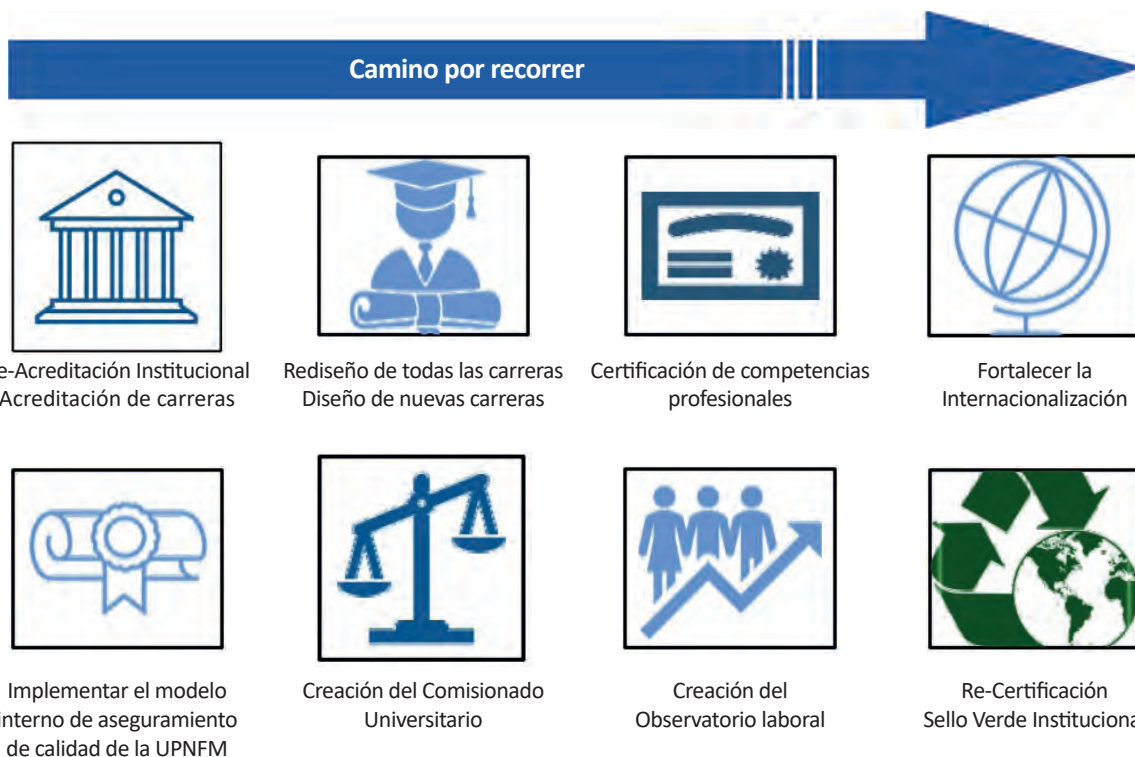 Camino por recorrer
e-Acreditación Institucional
Acreditación de carreras
Rediseño de todas las carreras
Diseño de nuevas carreras
Certificación de competencias
profesionales
Fortalecer la
Internacionalización
Implementar el modelo
interno de aseguramiento
de calidad de la UPNFM
Creación del Comisionado
Universitario
Creación del
Observatorio laboral
Re-Certificación
Sello Verde Instituciona